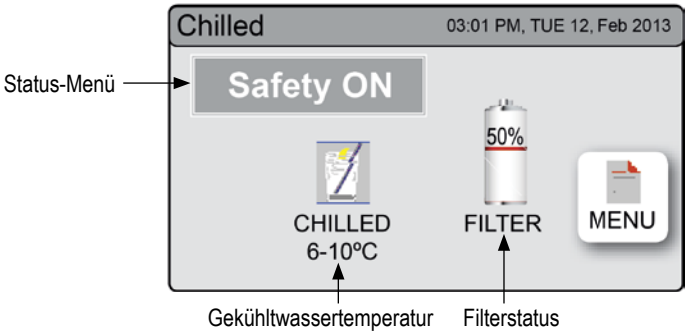 Chilled
03:01 PM, TUE 12, Feb 2013
Status-Menü
Safety ON
50%
CHILLED
6-10ºC
FILTER
MENU
Gekühltwassertemperatur
Filterstatus